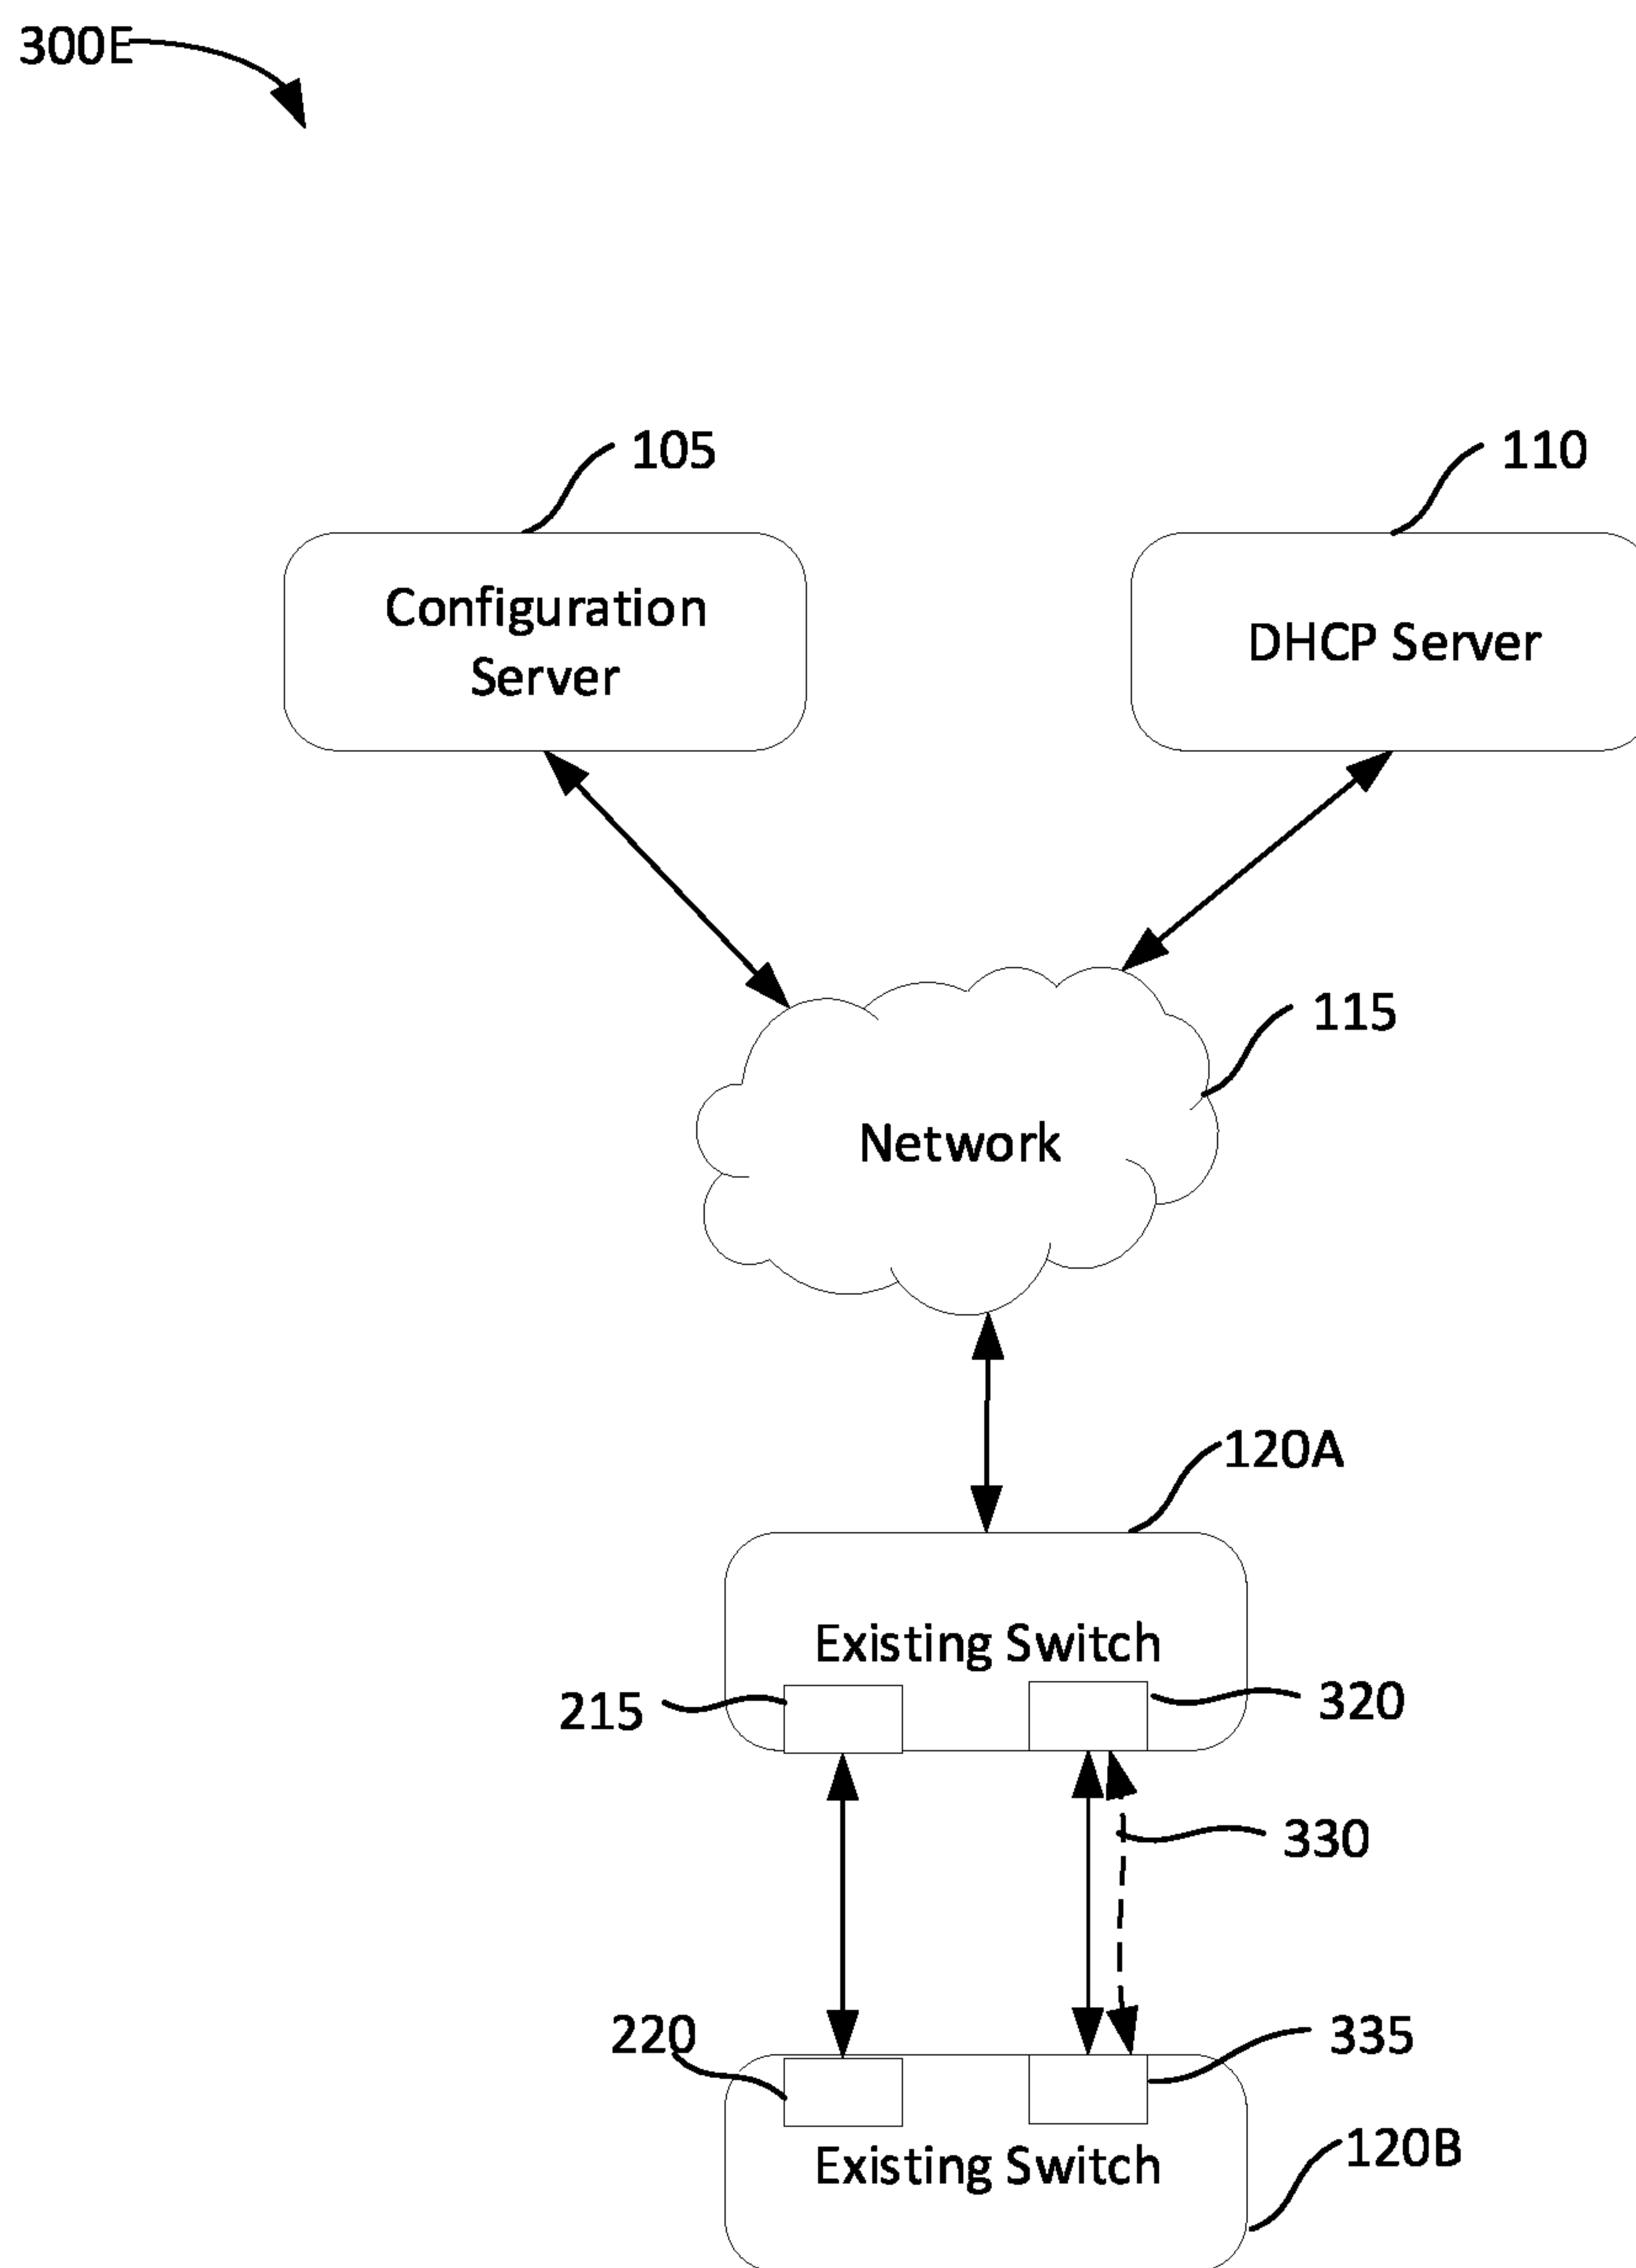 300E
105
110
Configuration
Server
DHCP Server
115
Network
120A
Existing Switch
215
320
330
220
335
Existing Switch
120B